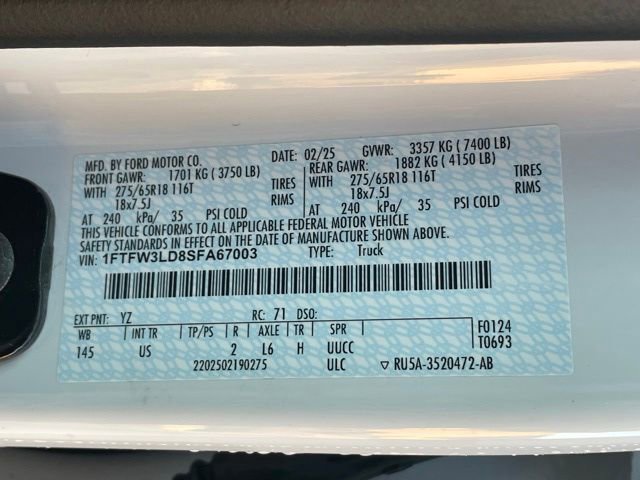 MFD. BY FORD MOTOR CO. DATE: 02/25 GVWR: 3357 KG ( 7400 LB)
FRONT GAWR: 1701 KG ( 3750 LB) REAR GAWR: 1882 KG ( 4150 LB)
WITH 275/65R18 116T TIRES WITH 275/65R18 116T TIRES
18x7.5J RIMS 18x7.5J RIMS
AT 240 kPa/ 35 PSI COLD AT 240 kPa/ 35 PSI COLD
THIS VEHICLE CONFORMS TO ALL APPLICABLE FEDERAL MOTOR VEHICLE
SAFETY STANDARDS IN EFFECT ON THE DATE OF MANUFACTURE SHOWN ABOVE.
VIN: 1FTFW3LD8SFA67003 TYPE: Truck
EXT PNT: YZ RC: 71 DSO:
WB INT TR TP/PS R AXLE TR SPR F0124
145 US 2 L6 H UUCC T0693
2202502190275 ULC ▽ RU5A-3520472-AB